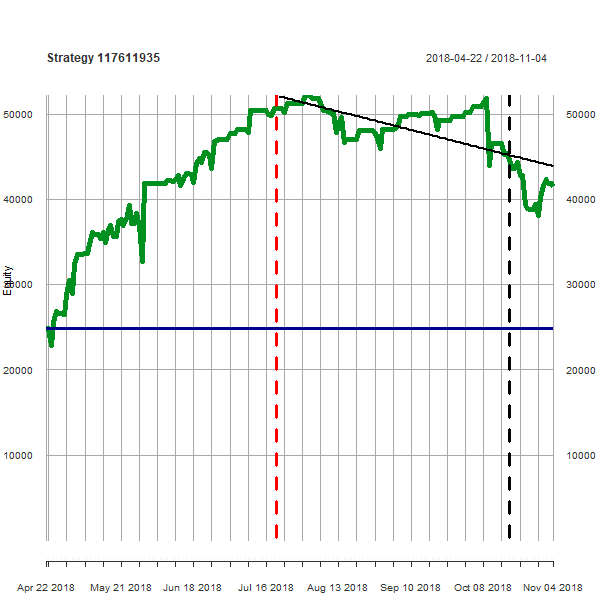 Strategy 117611935
2018-04-22 / 2018-11-04
50000
50000
40000
40000
30000
30000
20000
20000
10000
10000
Equity
Apr 22 2018
May 21 2018
Jun 18 2018
Jul 16 2018
Aug 13 2018
Sep 10 2018
Oct 08 2018
Nov 04 2018